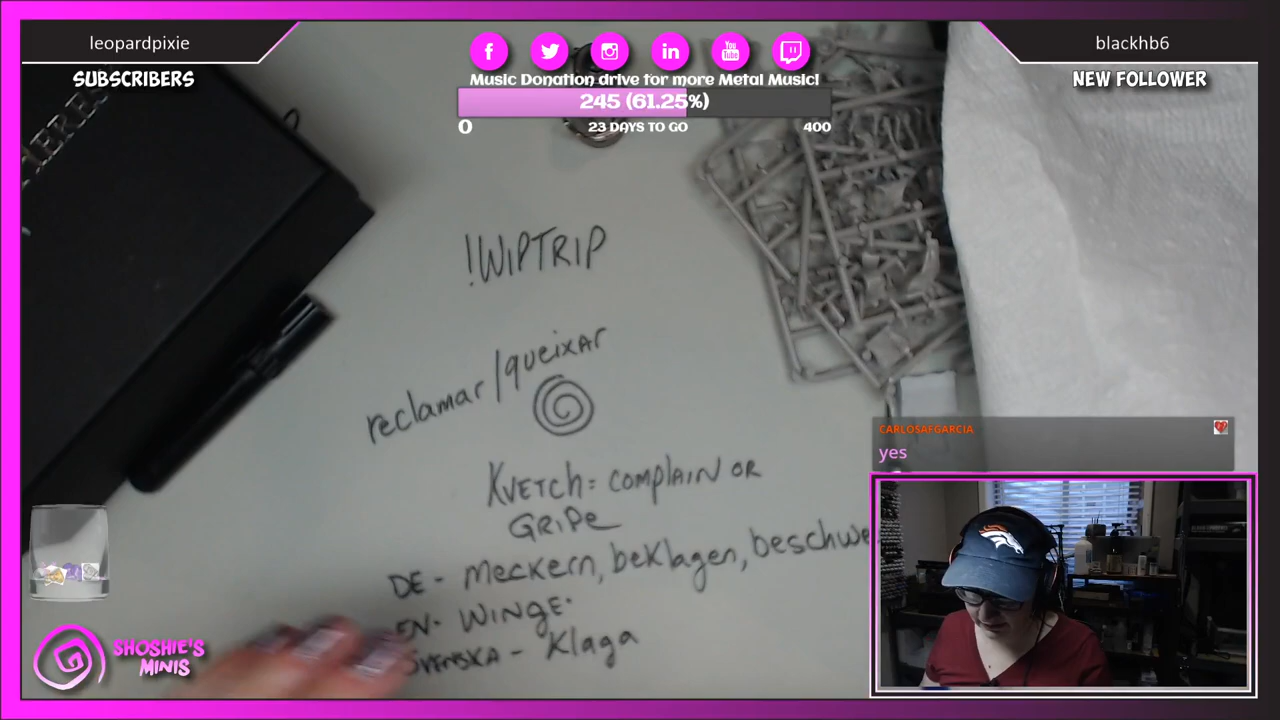 leopardpixie
SUBSCRIBERS
blackhb6
NEW FOLLOWER
Music Donation drive for more Metal Music!
245 (61.25%)
0
23 DAYS TO GO
400
!WIPTRIP
reclamar/queixar
Kvetch = complain or
Gripe
DE - meckern, beklagen, beschwe
EN - WINGE
SVENSKA - Klaga
CARLOSAFGARCIA
yes
SHOSHIE'S
MINIS